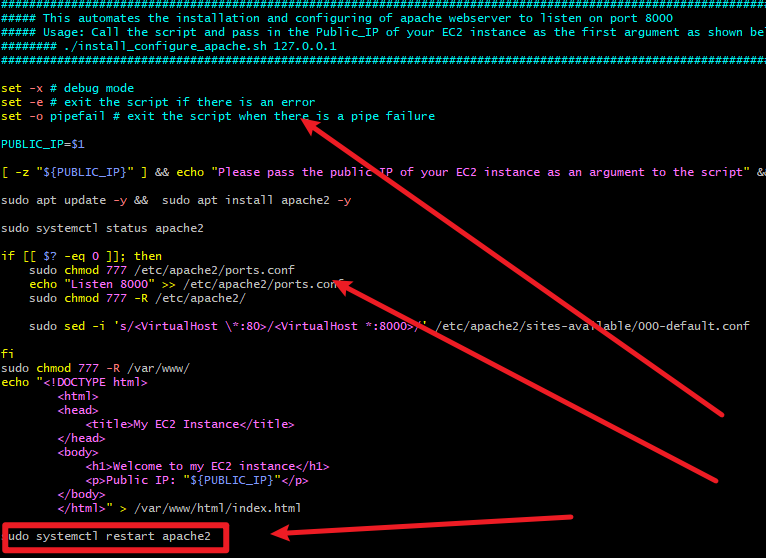 ####################################################################################################
##### This automates the installation and configuring of apache webserver to listen on port 8000
##### Usage: Call the script and pass in the Public_IP of your EC2 instance as the first argument as shown
######## ./install_configure_apache.sh 127.0.0.1
####################################################################################################
set -x # debug mode
set -e # exit the script if there is an error
set -o pipefail # exit the script when there is a pipe failure
PUBLIC_IP=$1
[ -z "${PUBLIC_IP}" ] && echo "Please pass the public IP of your EC2 instance as an argument to the script" &&
sudo apt update -y &&  sudo apt install apache2 -y
sudo systemctl status apache2
if [[ $? -eq 0 ]]; then
    sudo chmod 777 /etc/apache2/ports.conf
    echo "Listen 8000" >> /etc/apache2/ports.conf
    sudo chmod 777 -R /etc/apache2/
    sudo sed -i 's/<VirtualHost \*:80>/<VirtualHost *:8000>/' /etc/apache2/sites-available/000-default.conf
fi
sudo chmod 777 -R /var/www/
echo "<!DOCTYPE html>
        <html>
        <head>
            <title>My EC2 Instance</title>
        </head>
        <body>
            <h1>Welcome to my EC2 instance</h1>
            <p>Public IP: "${PUBLIC_IP}"</p>
        </body>
        </html>" > /var/www/html/index.html
sudo systemctl restart apache2